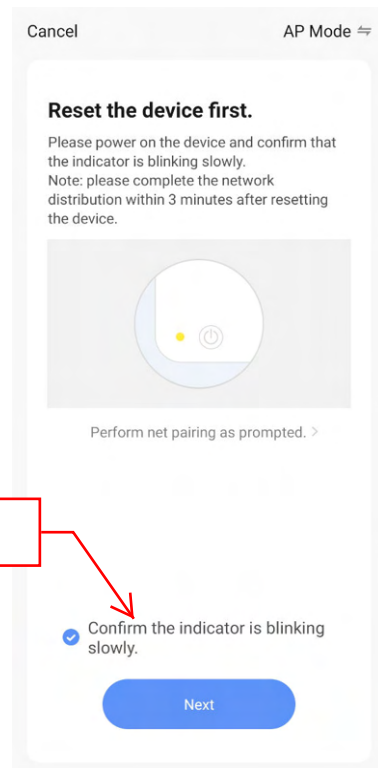 Cancel AP Mode
Reset the device first.
Please power on the device and confirm that
the indicator is blinking slowly.
Note: please complete the network
distribution within 3 minutes after resetting
the device.
Perform net pairing as prompted. >
Confirm the indicator is blinking
slowly.
Next